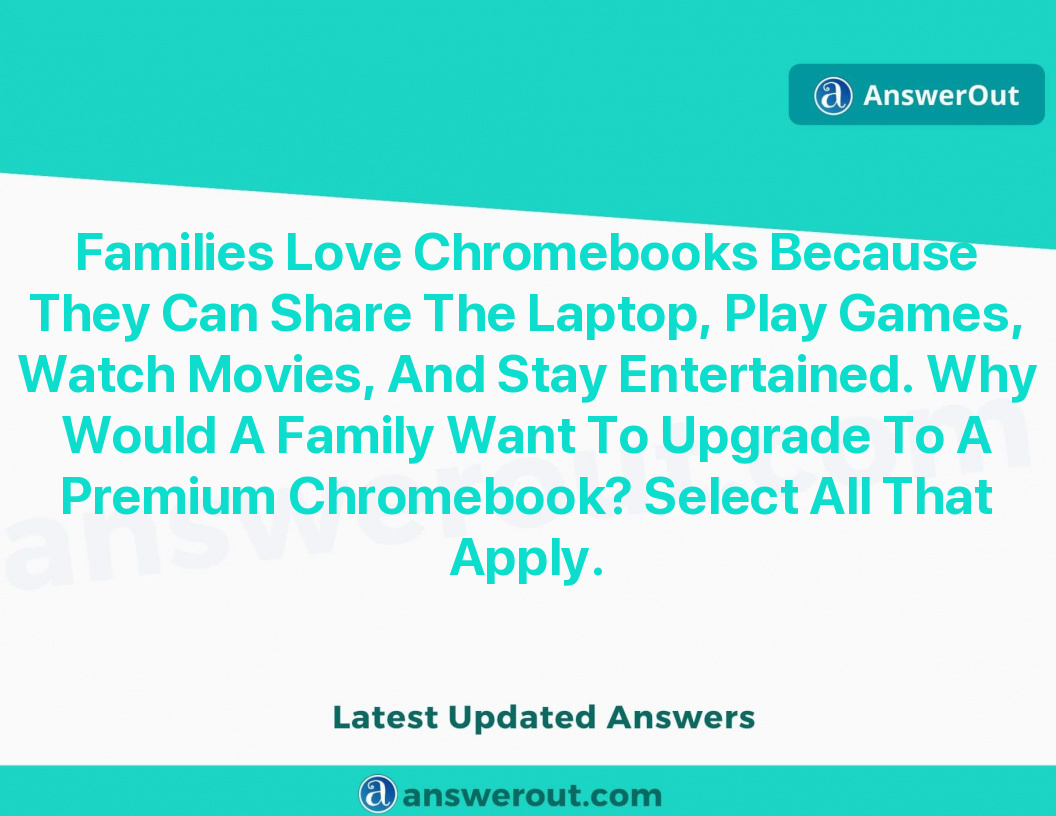 AnswerOut
Families Love Chromebooks Because
They Can Share The Laptop, Play Games,
Watch Movies, And Stay Entertained. Why
Would A Family Want To Upgrade To A
Premium Chromebook? Select All That
Apply.
answerout.com
Latest Updated Answers
answerout.com